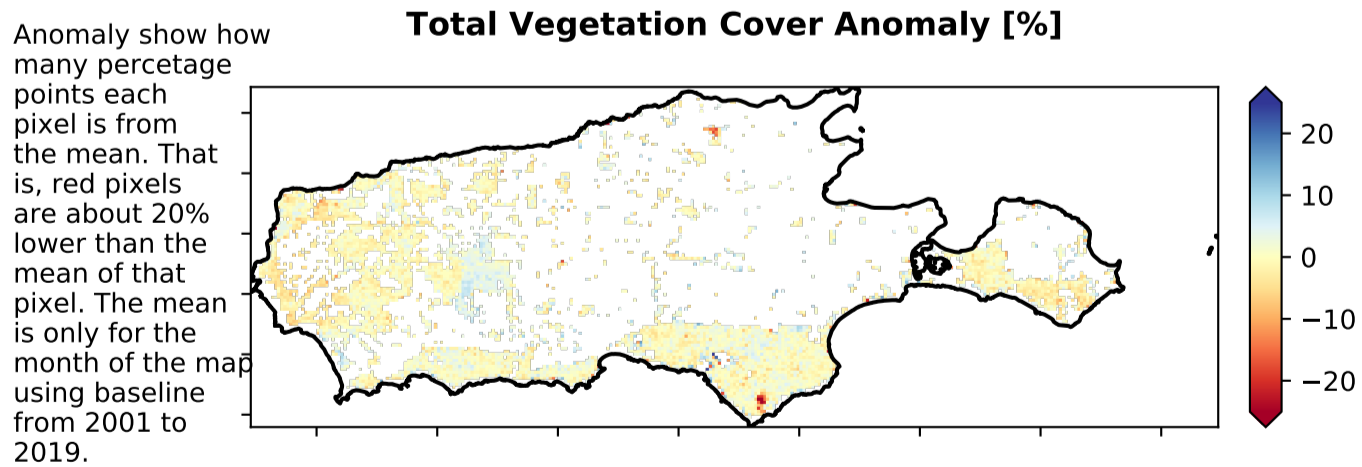 Total Vegetation Cover Anomaly [%]
Anomaly show how
many percetage
points each
pixel is from
the mean. That
is, red pixels
are about 20%
lower than the
mean of that
pixel. The mean
is only for the
month of the map
using baseline
from 2001 to
2019.
20
10
0
−10
−20